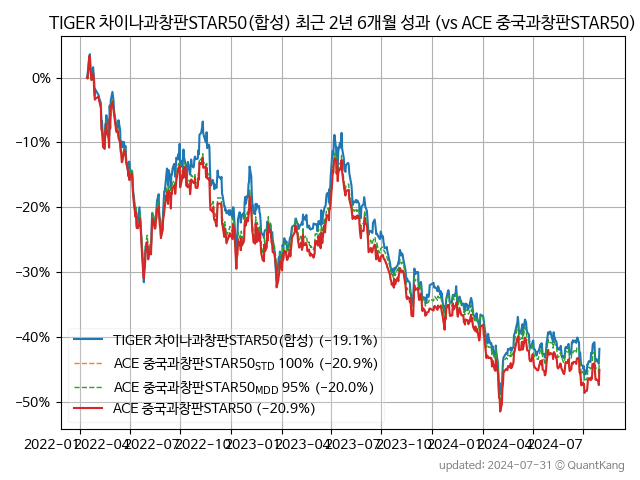 TIGER 차이나과창판STAR50(합성) 최근 2년 6개월 성과 (vs ACE 중국과창판STAR50)
0%
−10%
−20%
−30%
−40%
−50%
TIGER 차이나과창판STAR50(합성) (−19.1%)
ACE 중국과창판STAR50STD 100% (−20.9%)
ACE 중국과창판STAR50MDD 95% (−20.0%)
ACE 중국과창판STAR50 (−20.9%)
2022-01 2022-04 2022-07 2022-10 2023-01 2023-04 2023-07 2023-10 2024-01 2024-04 2024-07
updated: 2024-07-31 © QuantKang